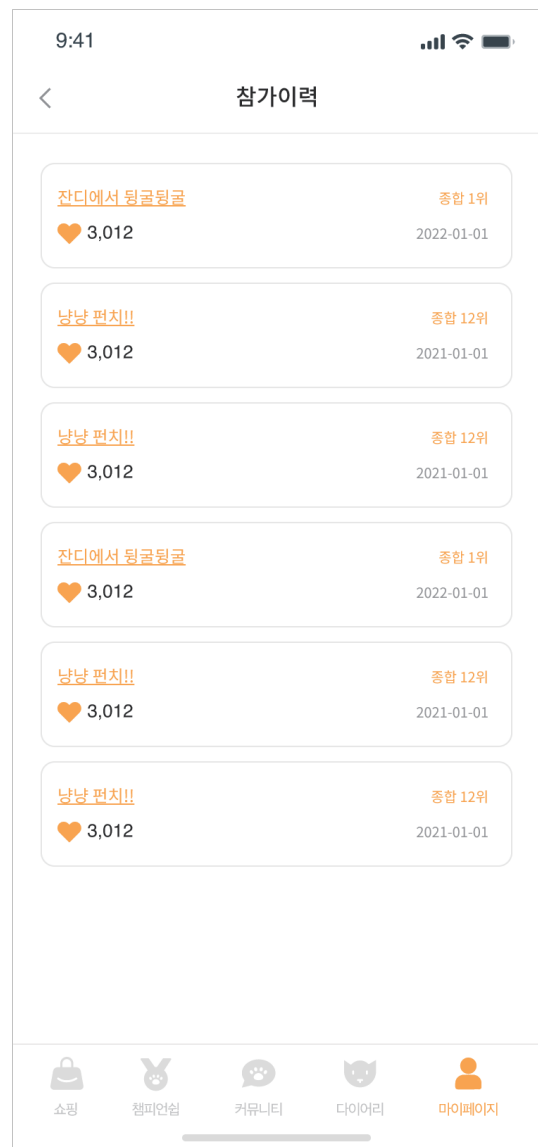 9:41
참가이력
잔디에서 뒹굴뒹굴 종합 1위
3,012 2022-01-01
냥냥 펀치!! 종합 12위
3,012 2021-01-01
냥냥 펀치!! 종합 12위
3,012 2021-01-01
잔디에서 뒹굴뒹굴 종합 1위
3,012 2022-01-01
냥냥 펀치!! 종합 12위
3,012 2021-01-01
냥냥 펀치!! 종합 12위
3,012 2021-01-01
쇼핑 챔피언쉽 커뮤니티 다이어리 마이페이지